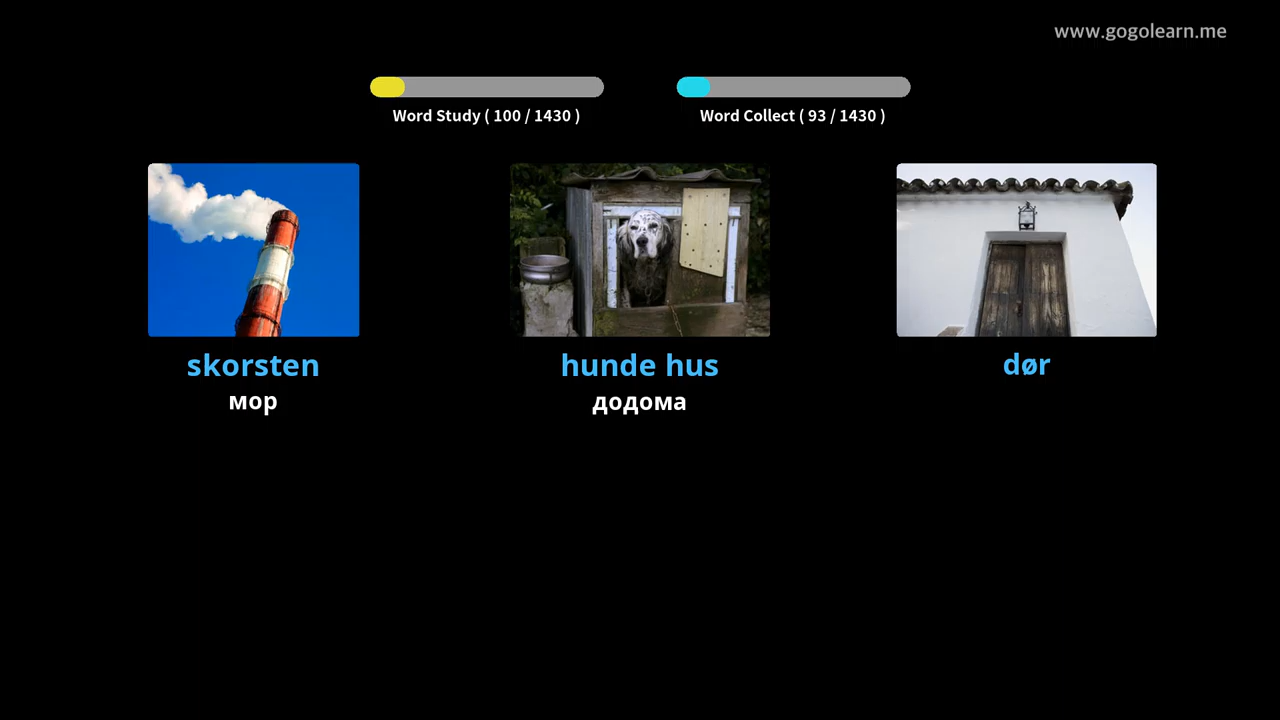 www.gogolearn.me
Word Study ( 100 / 1430 )
Word Collect ( 93 / 1430 )
skorsten
hunde hus
dør
мор
додома